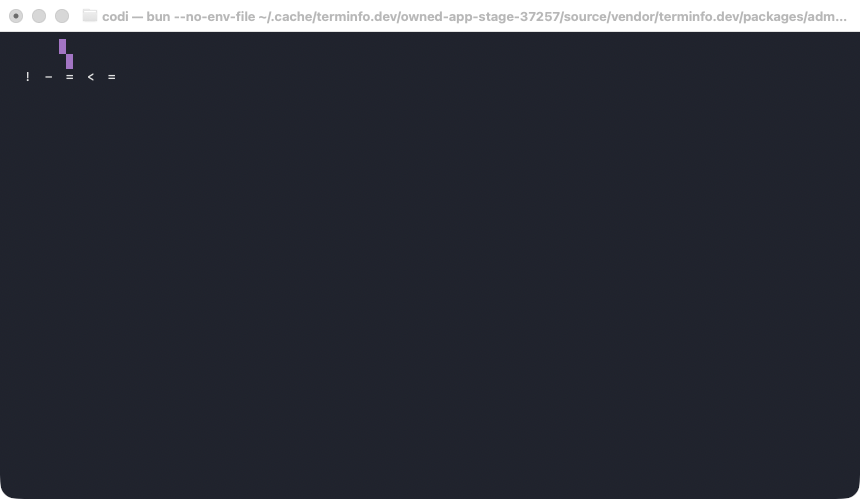 codi — bun --no-env-file ~/.cache/terminfo.dev/owned-app-stage-37257/source/vendor/terminfo.dev/packages/adm...
! − = < =